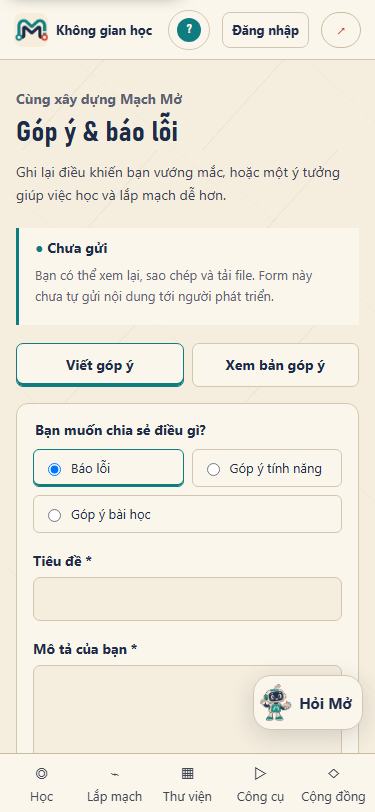 Không gian học
?
Đăng nhập
Cùng xây dựng Mạch Mở
Góp ý & báo lỗi
Ghi lại điều khiến bạn vướng mắc, hoặc một ý tưởng
giúp việc học và lắp mạch dễ hơn.
Chưa gửi
Bạn có thể xem lại, sao chép và tải file. Form này
chưa tự gửi nội dung tới người phát triển.
Viết góp ý
Xem bản góp ý
Bạn muốn chia sẻ điều gì?
Báo lỗi
Góp ý tính năng
Góp ý bài học
Tiêu đề *
Mô tả của bạn *
Hỏi Mở
Học
Lắp mạch
Thư viện
Công cụ
Cộng đồng